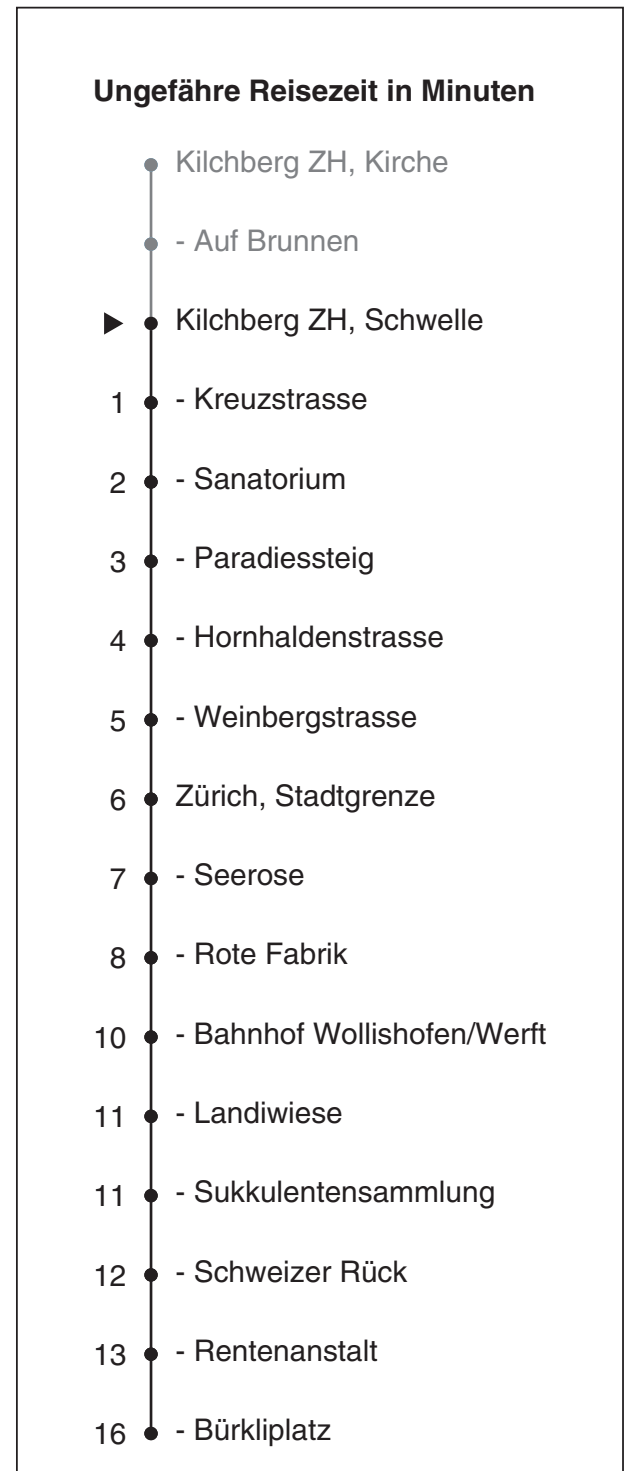 Ungefähre Reisezeit in Minuten
Kilchberg ZH, Kirche
- Auf Brunnen
Kilchberg ZH, Schwelle
1 - Kreuzstrasse
2 - Sanatorium
3 - Paradiessteig
4 - Hornhaldenstrasse
5 - Weinbergstrasse
6 Zürich, Stadtgrenze
7 - Seerose
8 - Rote Fabrik
10 - Bahnhof Wollishofen/Werft
11 - Landiwiese
11 - Sukkulentensammlung
12 - Schweizer Rück
13 - Rentenanstalt
16 - Bürkliplatz